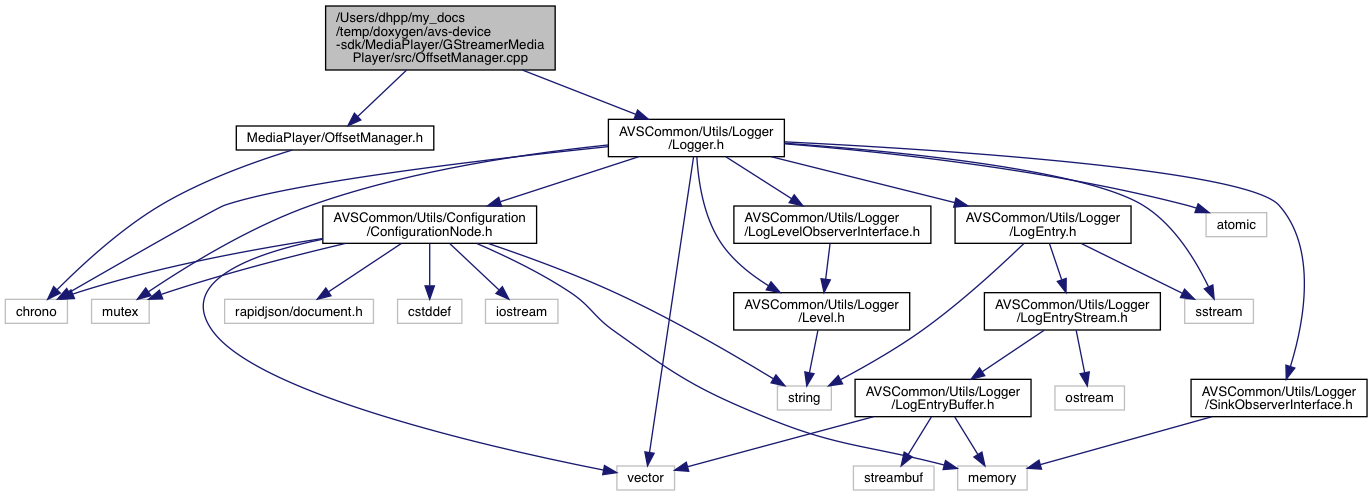 /Users/dhpp/my_docs
/temp/doxygen/avs-device
-sdk/MediaPlayer/GStreamerMedia
Player/src/OffsetManager.cpp
MediaPlayer/OffsetManager.h
AVSCommon/Utils/Logger
/Logger.h
AVSCommon/Utils/Configuration
/ConfigurationNode.h
AVSCommon/Utils/Logger
/LogLevelObserverInterface.h
AVSCommon/Utils/Logger
/LogEntry.h
atomic
chrono
mutex
rapidjson/document.h
cstddef
iostream
AVSCommon/Utils/Logger
/Level.h
AVSCommon/Utils/Logger
/LogEntryStream.h
sstream
string
AVSCommon/Utils/Logger
/LogEntryBuffer.h
ostream
AVSCommon/Utils/Logger
/SinkObserverInterface.h
vector
streambuf
memory